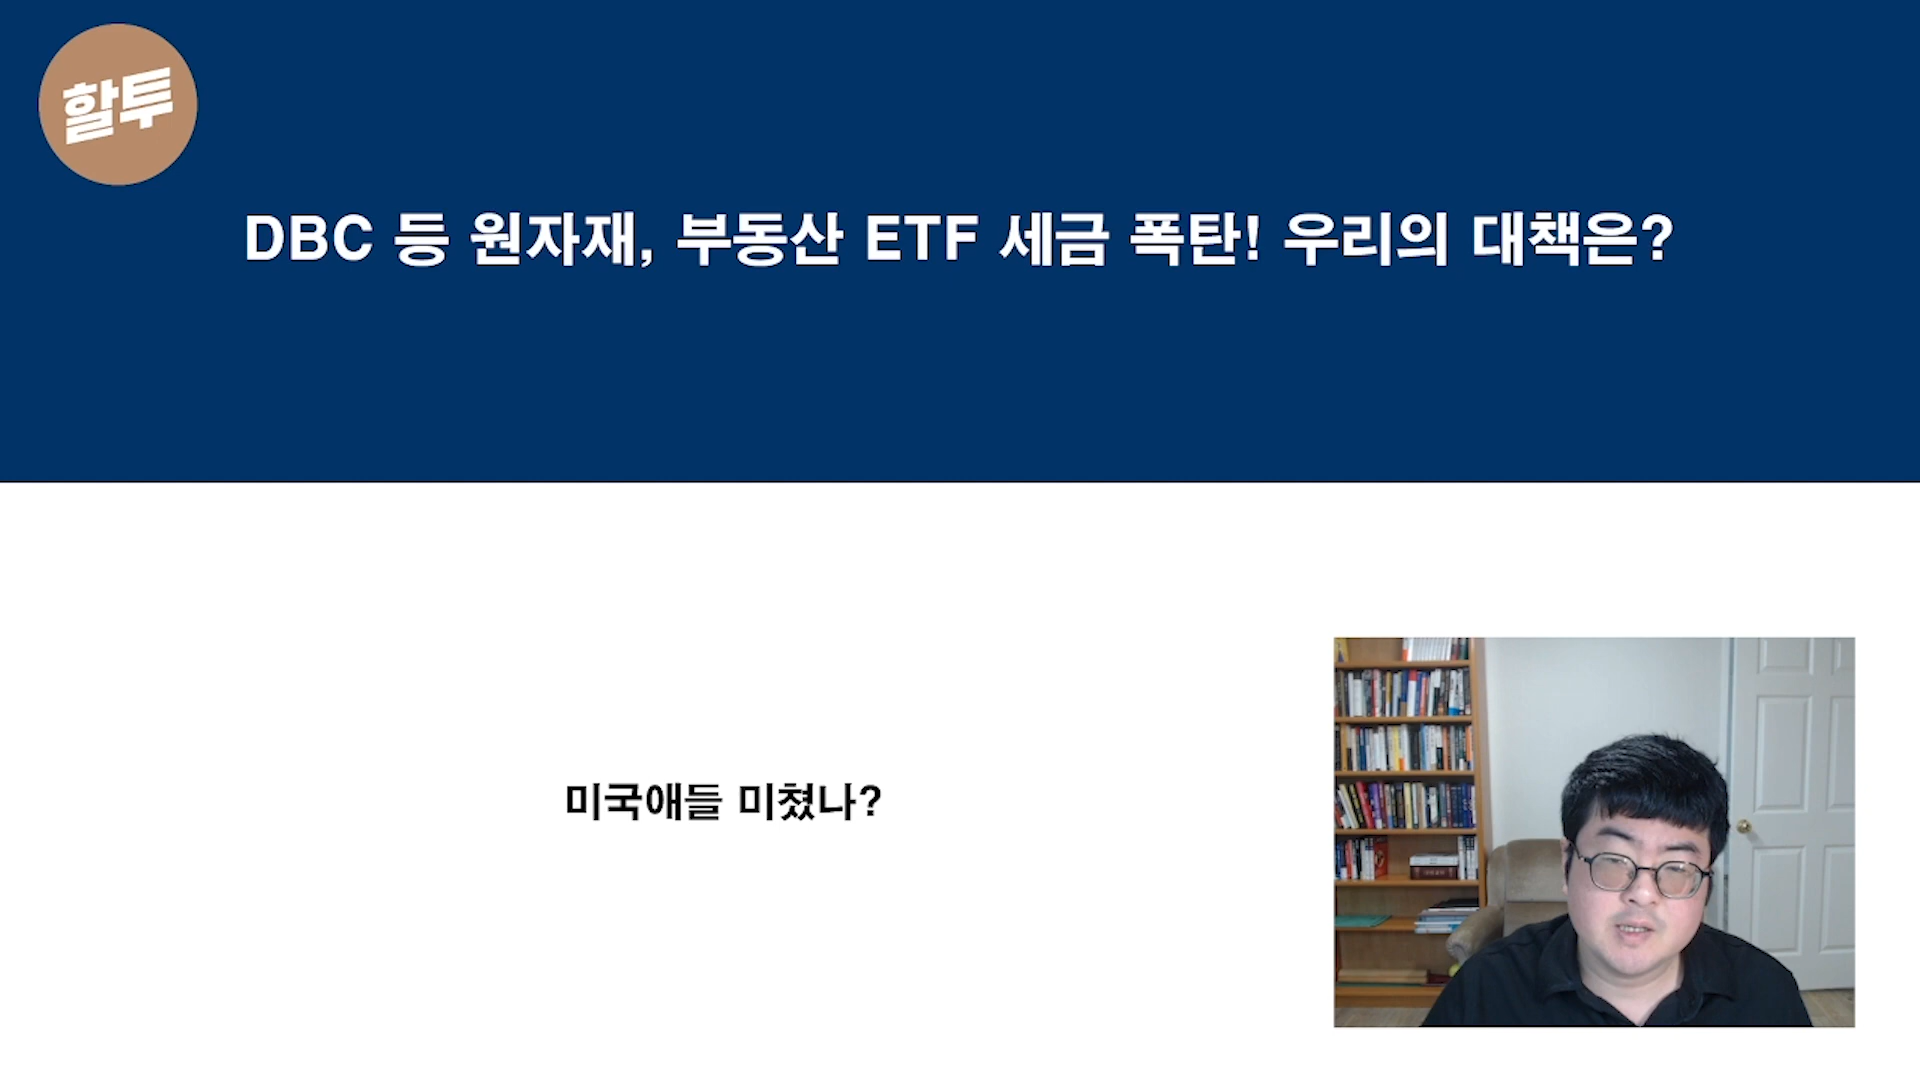 할투
DBC 등 원자재, 부동산 ETF 세금 폭탄! 우리의 대책은?
미국애들 미쳤나?